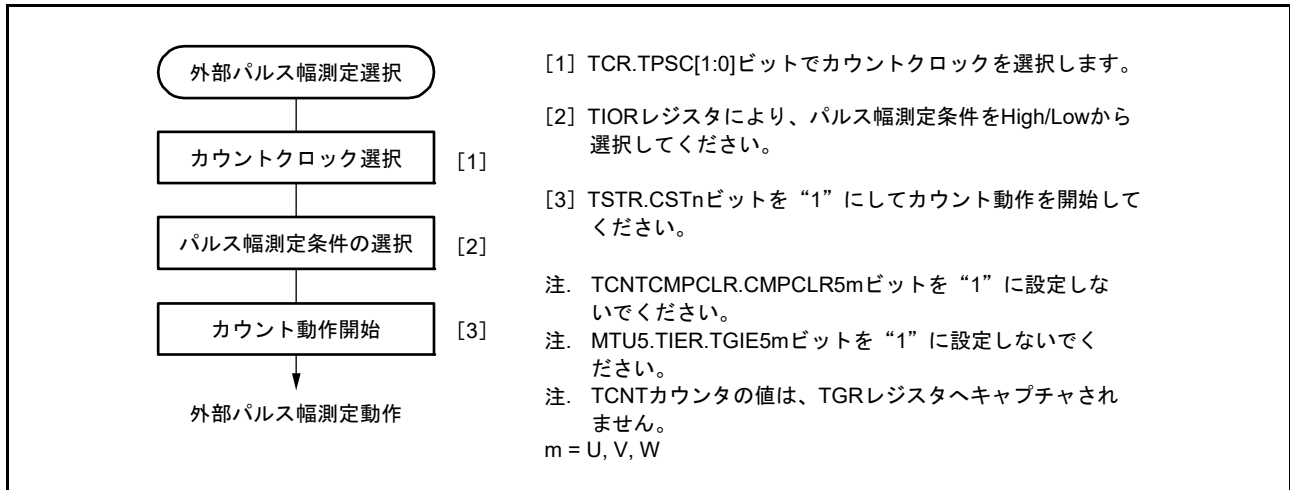 外部パルス幅測定選択
カウントクロック選択 [1]
パルス幅測定条件の選択 [2]
カウント動作開始 [3]
外部パルス幅測定動作
[1] TCR.TPSC[1:0]ビットでカウントクロックを選択します。
[2] TIORレジスタにより、パルス幅測定条件をHigh/Lowから
選択してください。
[3] TSTR.CSTnビットを“1”にしてカウント動作を開始して
ください。
注. TCNTCMPCLR.CMPCLR5mビットを“1”に設定しな
いでください。
注. MTU5.TIER.TGIE5mビットを“1”に設定しないでく
ださい。
注. TCNTカウンタの値は、TGRレジスタへキャプチャされ
ません。
m = U, V, W